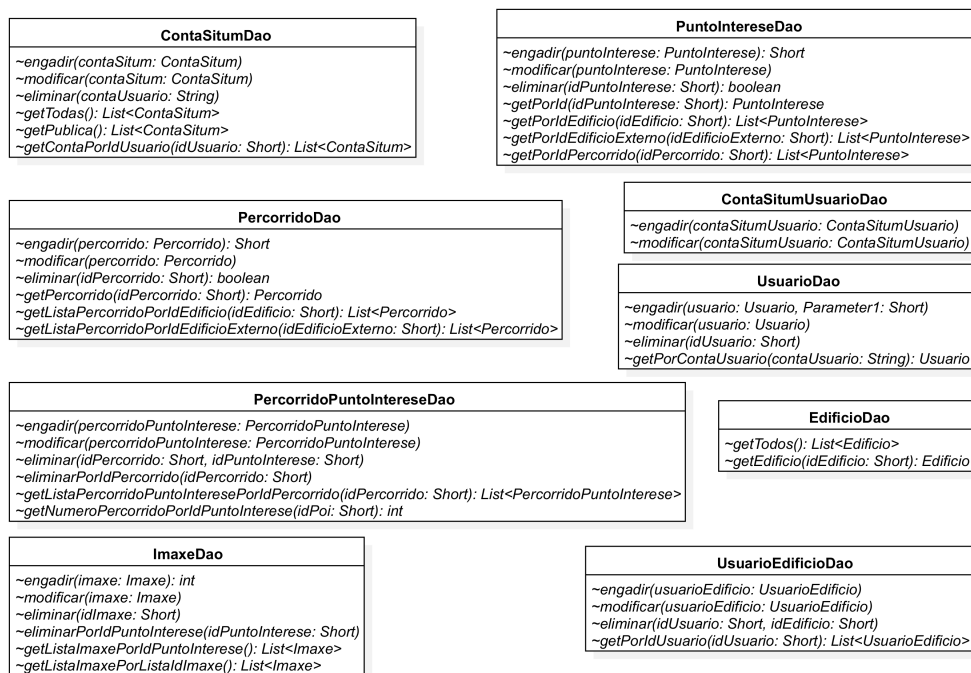 ContaSitumDao
~engadir(contaSitum: ContaSitum)
~modificar(contaSitum: ContaSitum)
~eliminar(contaUsuario: String)
~getTodas(): List<ContaSitum>
~getPublica(): List<ContaSitum>
~getContaPorIdUsuario(idUsuario: Short): List<ContaSitum>
PuntoIntereseDao
~engadir(puntoInterese: PuntoInterese): Short
~modificar(puntoInterese: PuntoInterese)
~eliminar(idPuntoInterese: Short): boolean
~getPorId(idPuntoInterese: Short): PuntoInterese
~getPorIdEdificio(idEdificio: Short): List<PuntoInterese>
~getPorIdEdificioExterno(idEdificioExterno: Short): List<PuntoInterese>
~getPorIdPercorrido(idPercorrido: Short): List<PuntoInterese>
PercorridoDao
~engadir(percorrido: Percorrido): Short
~modificar(percorrido: Percorrido)
~eliminar(idPercorrido: Short): boolean
~getPercorrido(idPercorrido: Short): Percorrido
~getListaPercorridoPorIdEdificio(idEdificio: Short): List<Percorrido>
~getListaPercorridoPorIdEdificioExterno(idEdificioExterno: Short): List<Percorrido>
ContaSitumUsuarioDao
~engadir(contaSitumUsuario: ContaSitumUsuario)
~modificar(contaSitumUsuario: ContaSitumUsuario)
UsuarioDao
~engadir(usuario: Usuario, Parameter1: Short)
~modificar(usuario: Usuario)
~eliminar(idUsuario: Short)
~getPorContaUsuario(contaUsuario: String): Usuario
PercorridoPuntoIntereseDao
~engadir(percorridoPuntoInterese: PercorridoPuntoInterese)
~modificar(percorridoPuntoInterese: PercorridoPuntoInterese)
~eliminar(idPercorrido: Short, idPuntoInterese: Short)
~eliminarPorIdPercorrido(idPercorrido: Short)
~getListaPercorridoPuntoInteresePorIdPercorrido(idPercorrido: Short): List<PercorridoPuntoInterese>
~getNumeroPercorridoPorIdPuntoInterese(idPoi: Short): int
EdificioDao
~getTodos(): List<Edificio>
~getEdificio(idEdificio: Short): Edificio
ImaxeDao
~engadir(imaxe: Imaxe): int
~modificar(imaxe: Imaxe)
~eliminar(idImaxe: Short)
~eliminarPorIdPuntoInterese(idPuntoInterese: Short)
~getListaImaxePorIdPuntoInterese(): List<Imaxe>
~getListaImaxePorListaIdImaxe(): List<Imaxe>
UsuarioEdificioDao
~engadir(usuarioEdificio: UsuarioEdificio)
~modificar(usuarioEdificio: UsuarioEdificio)
~eliminar(idUsuario: Short, idEdificio: Short)
~getPorIdUsuario(idUsuario: Short): List<UsuarioEdificio>